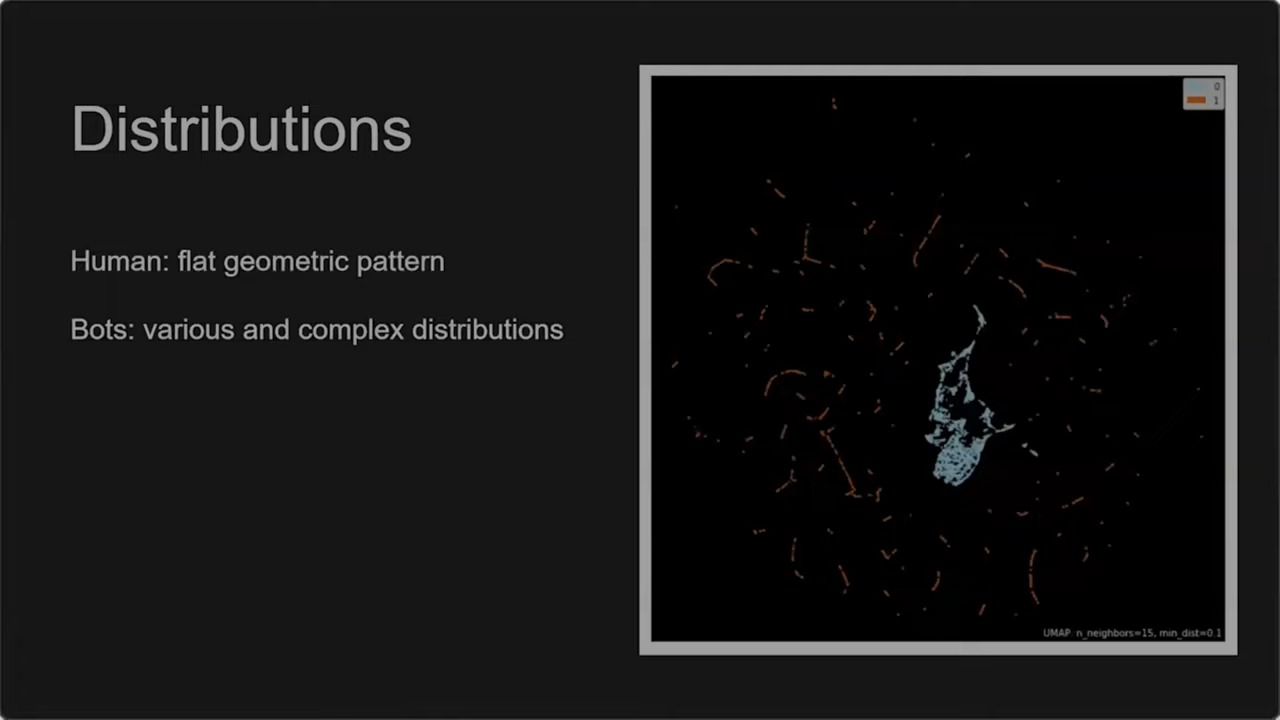 Distributions
Human: flat geometric pattern
Bots: various and complex distributions
0
1
UMAP: n_neighbors=15, min_dist=0.1